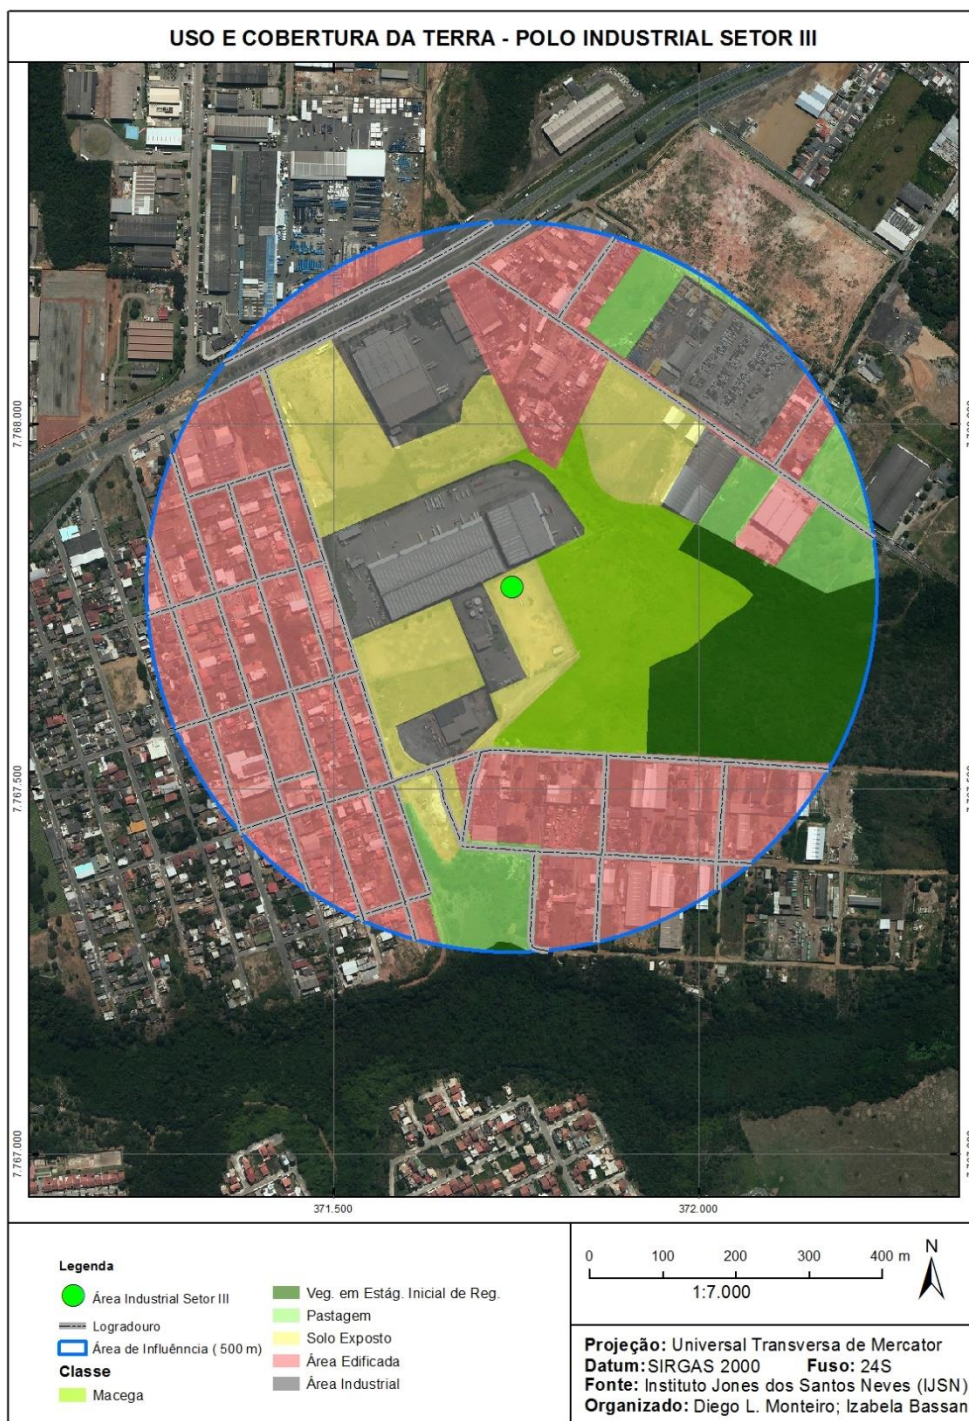 USO E COBERTURA DA TERRA - POLO INDUSTRIAL SETOR III
7.768.000
7.767.500
7.767.000
371.500
372.000
Legenda
Área Industrial Setor III
Logradouro
Área de Influênncia ( 500 m)
Classe
Macega
Veg. em Estág. Inicial de Reg.
Pastagem
Solo Exposto
Área Edificada
Área Industrial
0 100 200 300 400 m
1:7.000
N
Projeção: Universal Transversa de Mercator
Datum: SIRGAS 2000 Fuso: 24S
Fonte: Instituto Jones dos Santos Neves (IJSN)
Organizado: Diego L. Monteiro; Izabela Bassan